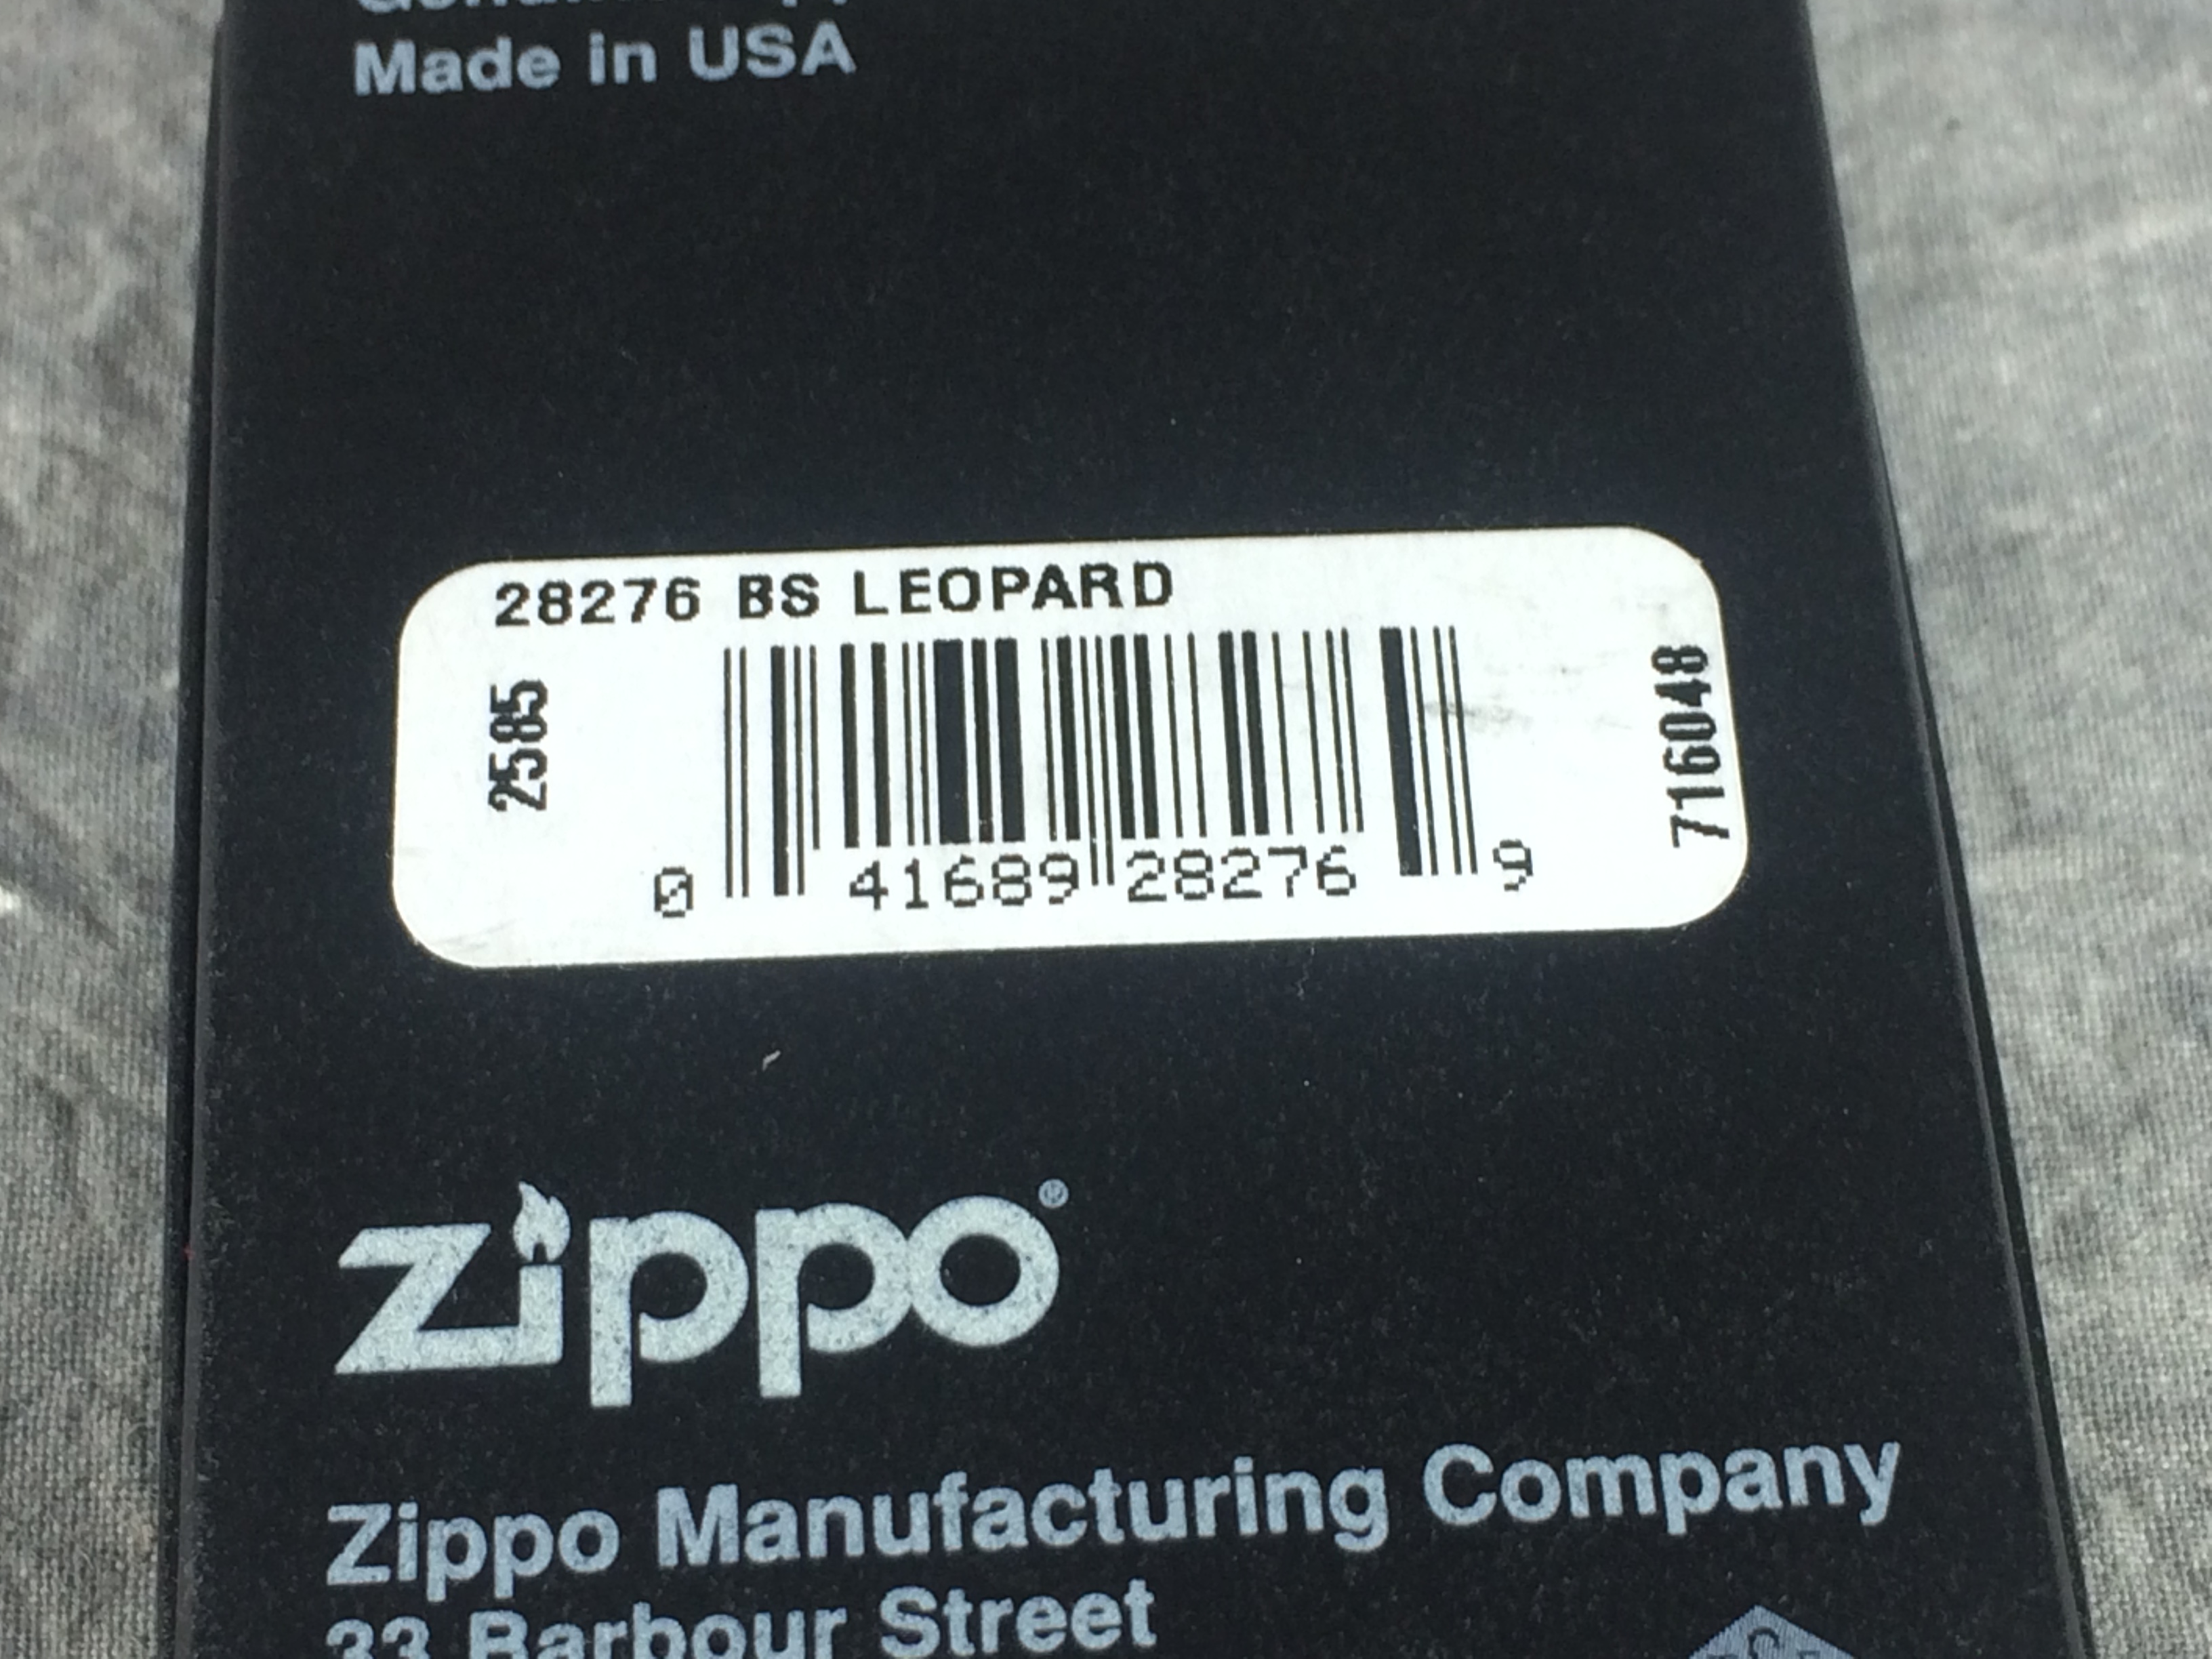 Made in USA
28276 BS LEOPARD
2585
716048
0 41689 28276 9
zippo®
Zippo Manufacturing Company
33 Barbour Street